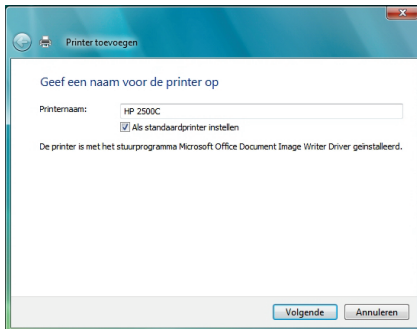 Printer toevoegen
Geef een naam voor de printer op
Printernaam: HP 2500C
Als standaardprinter instellen
De printer is met het stuurprogramma Microsoft Office Document Image Writer Driver geïnstalleerd.
Volgende Annuleren